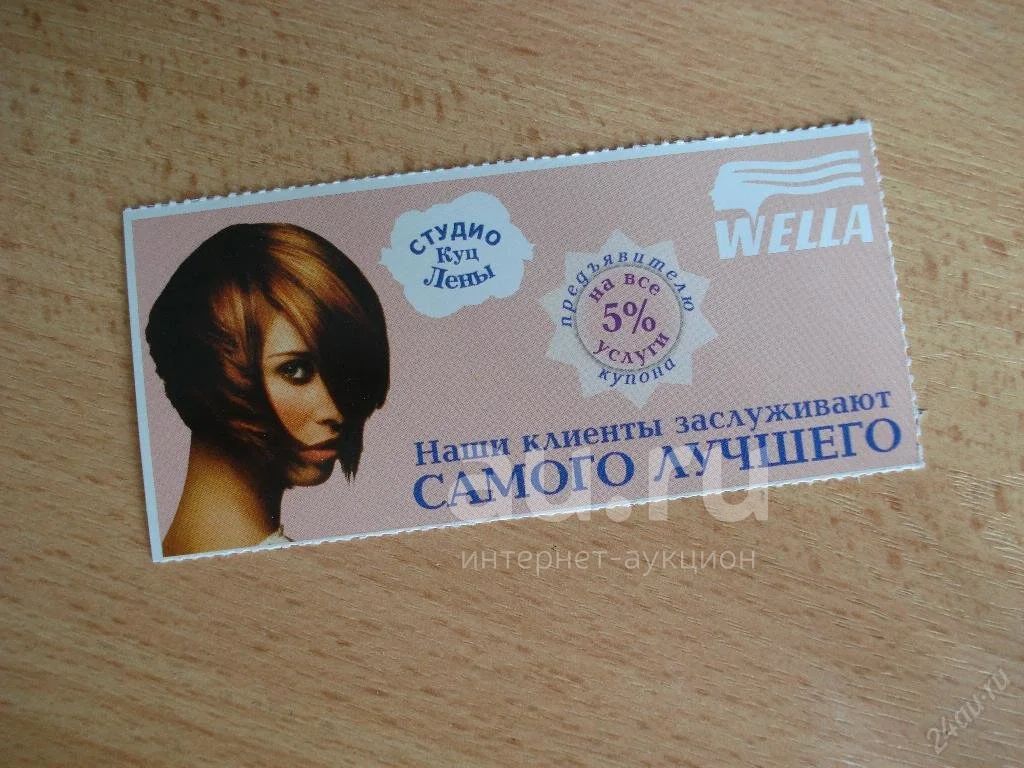 СТУДИО
Куц
Лены
WELLA
предъявителю
на все
5%
услуги
купона
Наши клиенты заслуживают
САМОГО ЛУЧШЕГО
au.ru
интернет-аукцион
24au.ru